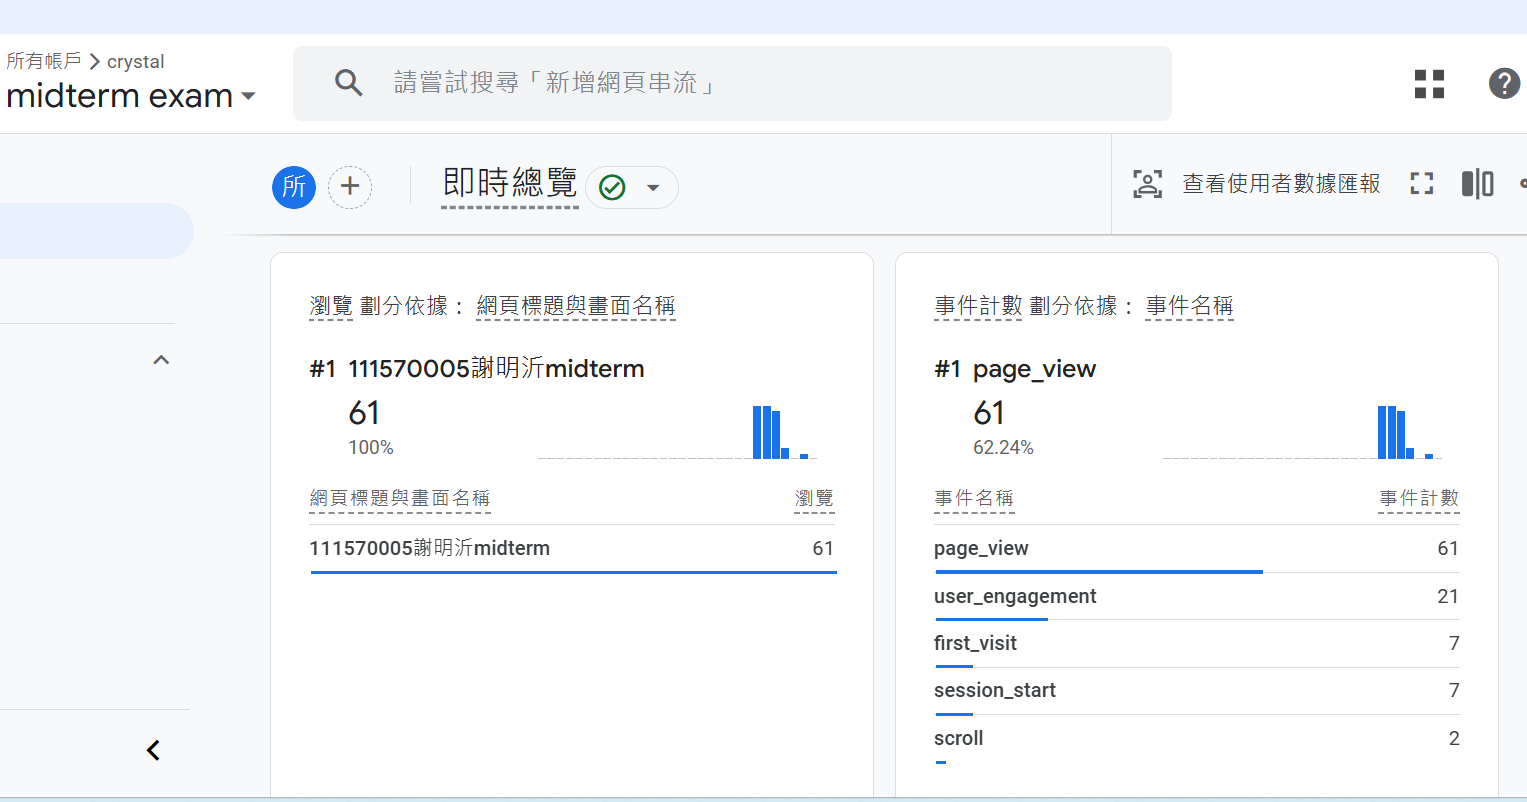 所有帳戶 > crystal
midterm exam
請嘗試搜尋「新增網頁串流」
所
即時總覽
查看使用者數據匯報
瀏覽 劃分依據： 網頁標題與畫面名稱
#1 111570005謝明沂midterm
61
100%
網頁標題與畫面名稱 瀏覽
111570005謝明沂midterm 61
事件計數 劃分依據： 事件名稱
#1 page_view
61
62.24%
事件名稱 事件計數
page_view 61
user_engagement 21
first_visit 7
session_start 7
scroll 2